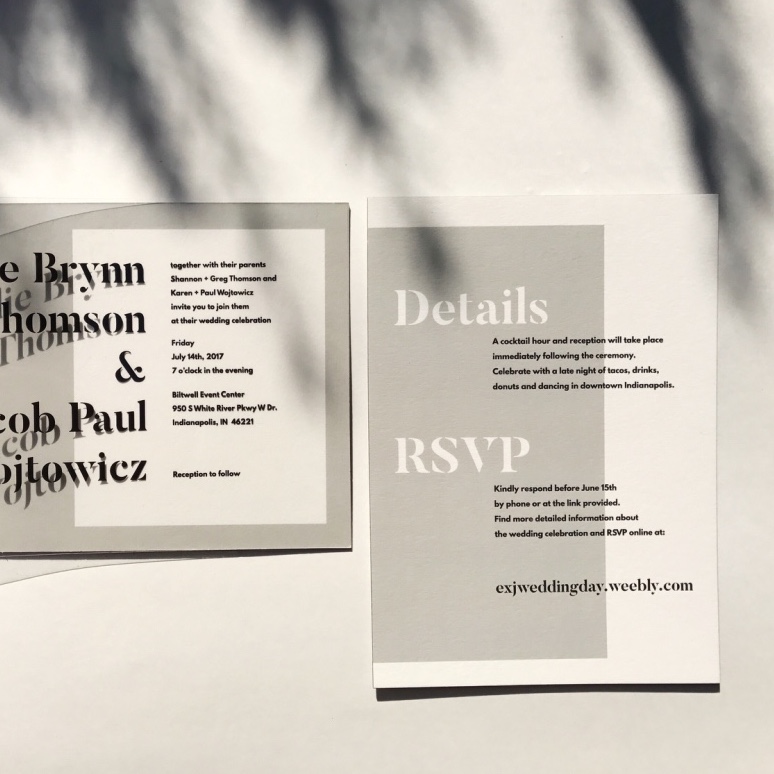 e Brynn
homson
&
cob Paul
ojtowicz
together with their parents
Shannon + Greg Thomson and
Karen + Paul Wojtowicz
invite you to join them
at their wedding celebration
Friday
July 14th, 2017
7 o'clock in the evening
Biltwell Event Center
950 S White River Pkwy W Dr.
Indianapolis, IN 46221
Reception to follow
Details
A cocktail hour and reception will take place
immediately following the ceremony.
Celebrate with a late night of tacos, drinks,
donuts and dancing in downtown Indianapolis.
RSVP
Kindly respond before June 15th
by phone or at the link provided.
Find more detailed information about
the wedding celebration and RSVP online at:
exjweddingday.weebly.com